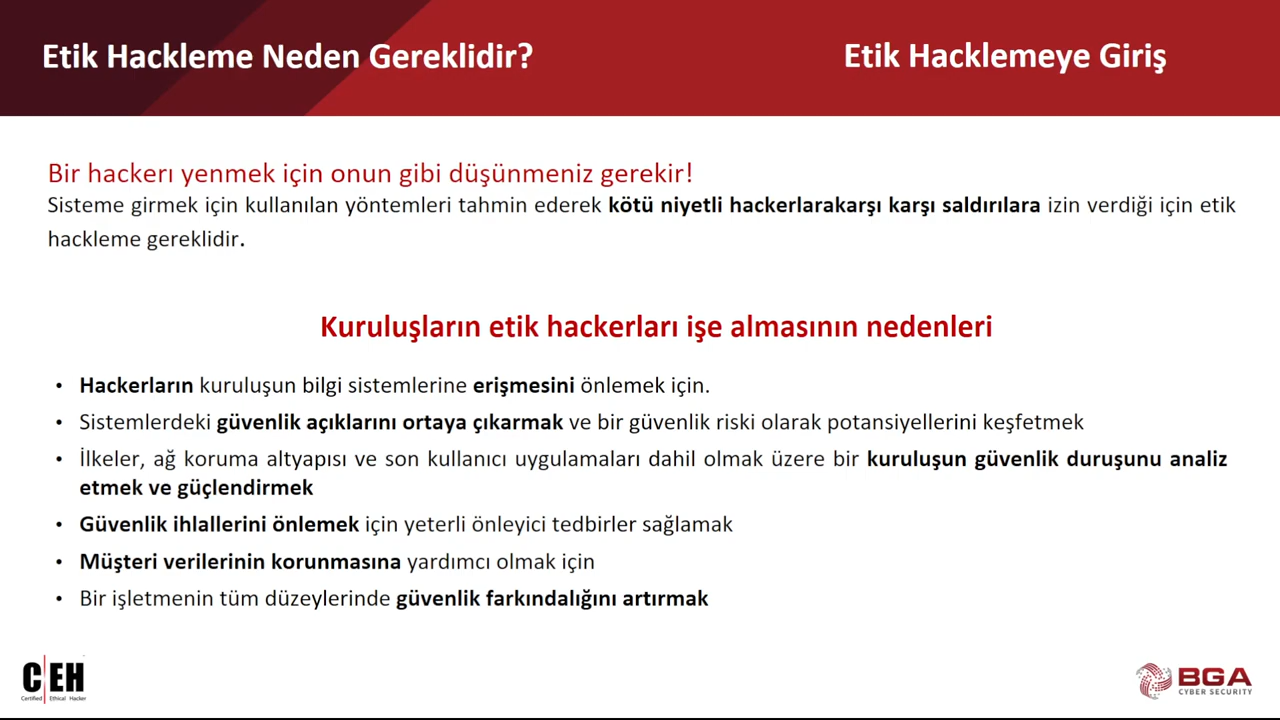 Etik Hackleme Neden Gereklidir?
Etik Hacklemeye Giriş
Bir hackerı yenmek için onun gibi düşünmeniz gerekir!
Sisteme girmek için kullanılan yöntemleri tahmin ederek kötü niyetli hackerlarakarşı karşı saldırılara izin verdiği için etik
hackleme gereklidir.
Kuruluşların etik hackerları işe almasının nedenleri
• Hackerların kuruluşun bilgi sistemlerine erişmesini önlemek için.
• Sistemlerdeki güvenlik açıklarını ortaya çıkarmak ve bir güvenlik riski olarak potansiyellerini keşfetmek
• İlkeler, ağ koruma altyapısı ve son kullanıcı uygulamaları dahil olmak üzere bir kuruluşun güvenlik duruşunu analiz
etmek ve güçlendirmek
• Güvenlik ihlallerini önlemek için yeterli önleyici tedbirler sağlamak
• Müşteri verilerinin korunmasına yardımcı olmak için
• Bir işletmenin tüm düzeylerinde güvenlik farkındalığını artırmak
C|EH
Certified Ethical Hacker
BGA
CYBER SECURITY